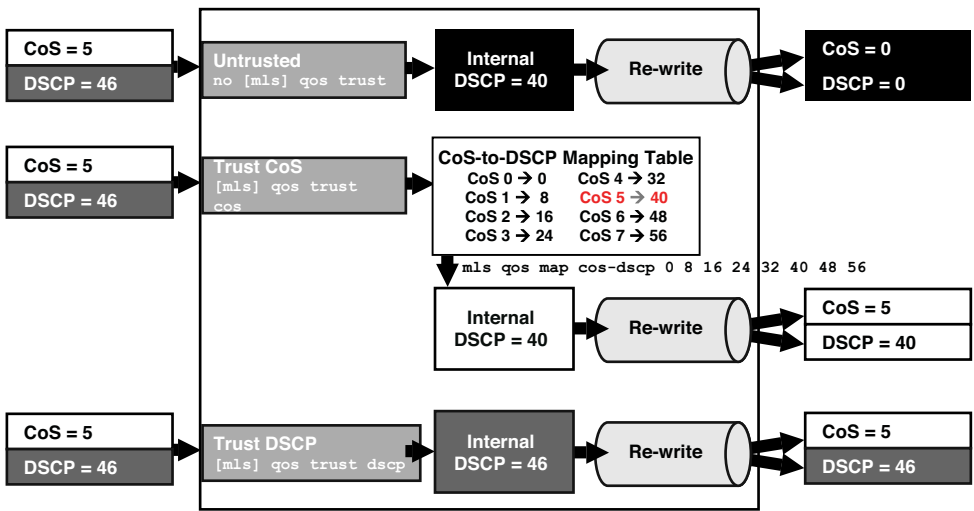 CoS = 5
DSCP = 46
Untrusted
no [mls] qos trust
Internal
DSCP = 40
Re-write
CoS = 0
DSCP = 0
CoS = 5
DSCP = 46
Trust CoS
[mls] qos trust
cos
CoS-to-DSCP Mapping Table
CoS 0 → 0 CoS 4 → 32
CoS 1 → 8 CoS 5 → 40
CoS 2 → 16 CoS 6 → 48
CoS 3 → 24 CoS 7 → 56
mls qos map cos-dscp 0 8 16 24 32 40 48 56
Internal
DSCP = 40
Re-write
CoS = 5
DSCP = 40
CoS = 5
DSCP = 46
Trust DSCP
[mls] qos trust dscp
Internal
DSCP = 46
Re-write
CoS = 5
DSCP = 46